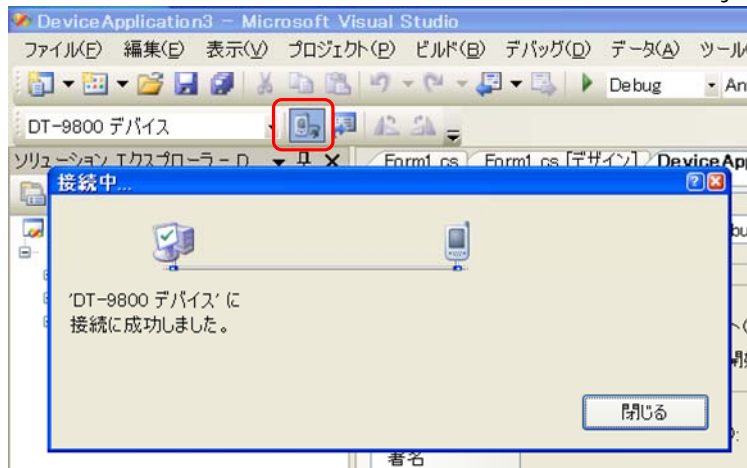 DeviceApplication3 - Microsoft Visual Studio
ファイル(F) 編集(E) 表示(V) プロジェクト(P) ビルド(B) デバッグ(D) データ(A) ツール
Debug An
DT-9800 デバイス
ソリューション エクスプローラ - D Form1.cs Form1.cs [デザイン] DeviceApp
接続中...
'DT-9800 デバイス' に
接続に成功しました。
閉じる
署名